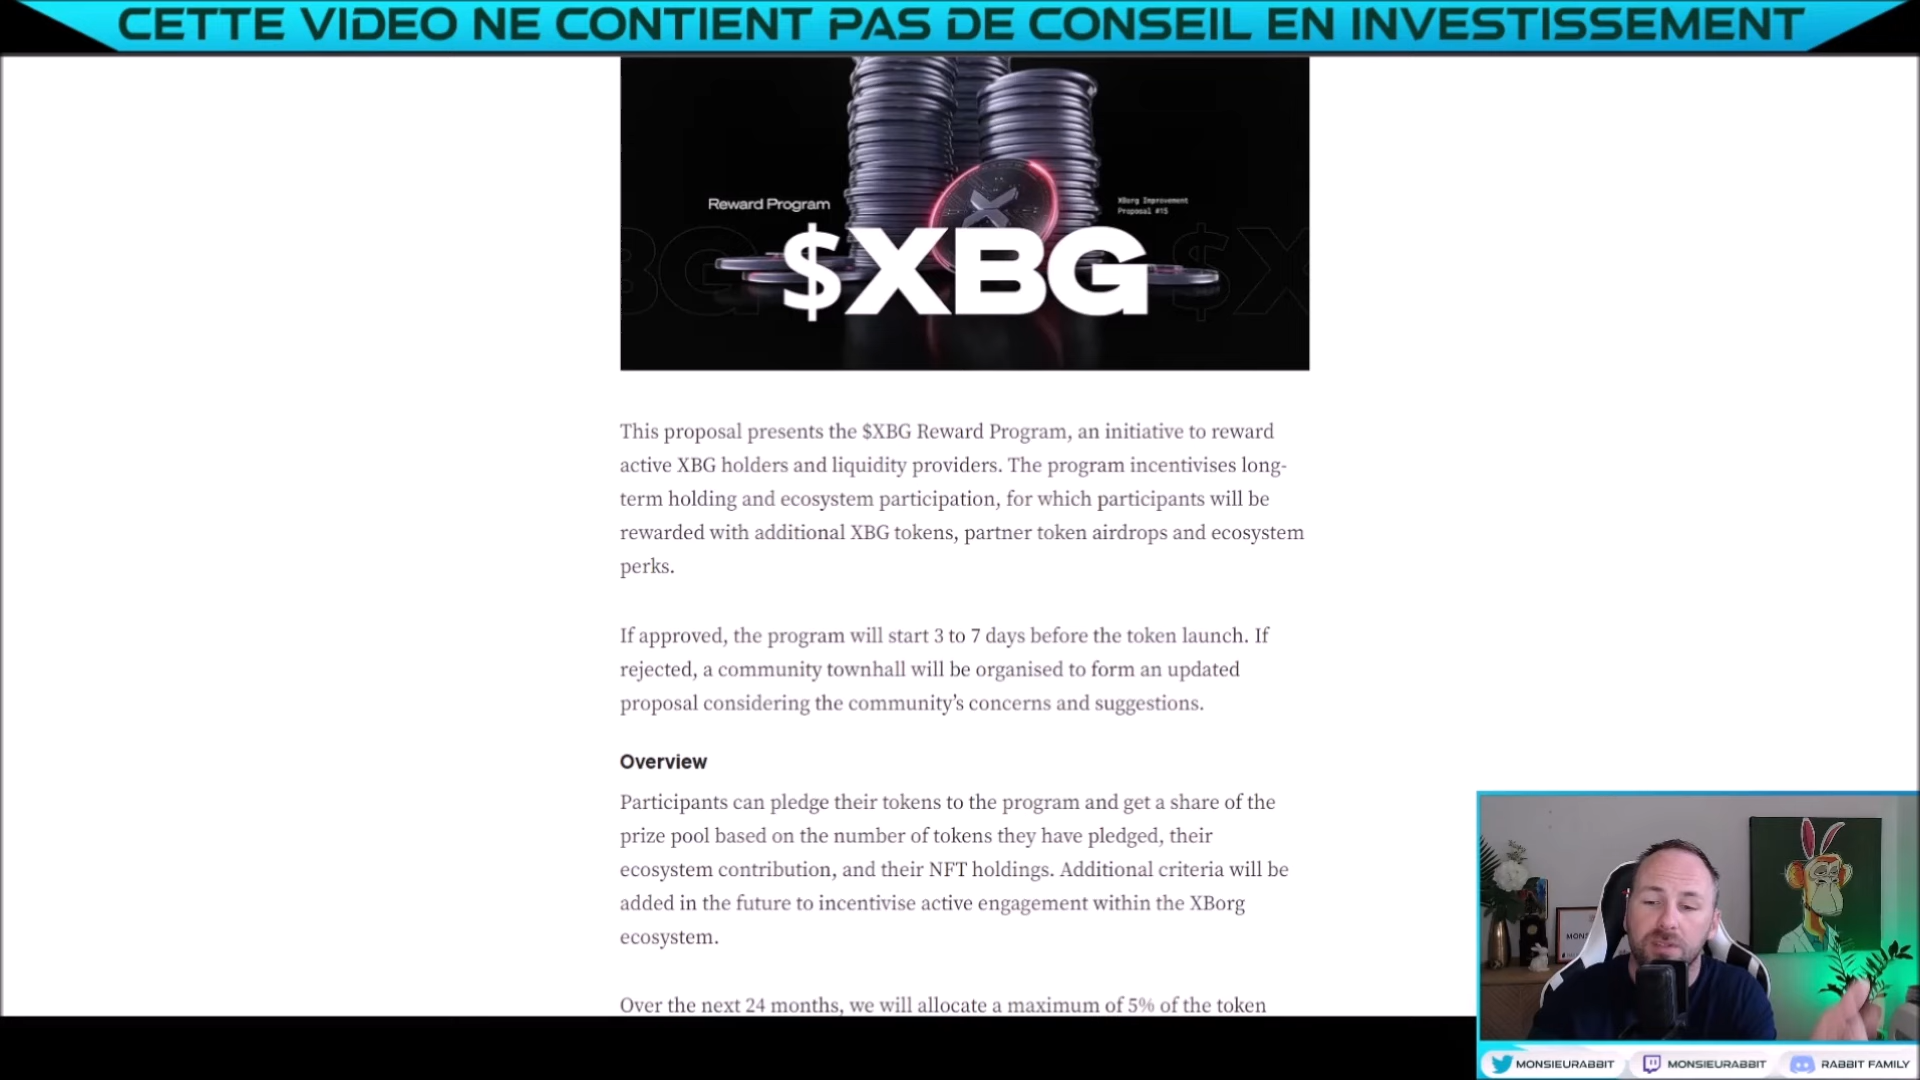 CETTE VIDEO NE CONTIENT PAS DE CONSEIL EN INVESTISSEMENT
Reward Program
XBorg Improvement
Proposal #15
$XBG
This proposal presents the $XBG Reward Program, an initiative to reward
active XBG holders and liquidity providers. The program incentivises long-
term holding and ecosystem participation, for which participants will be
rewarded with additional XBG tokens, partner token airdrops and ecosystem
perks.
If approved, the program will start 3 to 7 days before the token launch. If
rejected, a community townhall will be organised to form an updated
proposal considering the community’s concerns and suggestions.
Overview
Participants can pledge their tokens to the program and get a share of the
prize pool based on the number of tokens they have pledged, their
ecosystem contribution, and their NFT holdings. Additional criteria will be
added in the future to incentivise active engagement within the XBorg
ecosystem.
Over the next 24 months, we will allocate a maximum of 5% of the token
MONSIEURABBIT
MONSIEURABBIT
RABBIT FAMILY